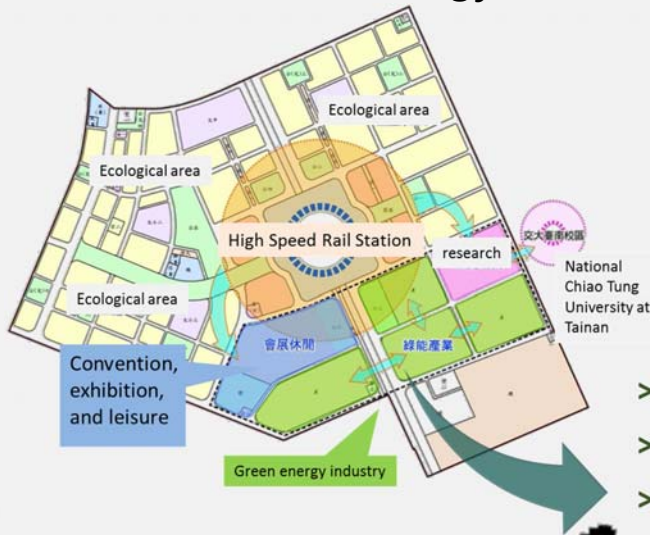 Ecological area
Ecological area
High Speed Rail Station
交大臺南校區
research
National
Chiao Tung
University at
Tainan
Ecological area
會展休閒
綠能產業
Convention,
exhibition,
and leisure
Green energy industry
>
>
>